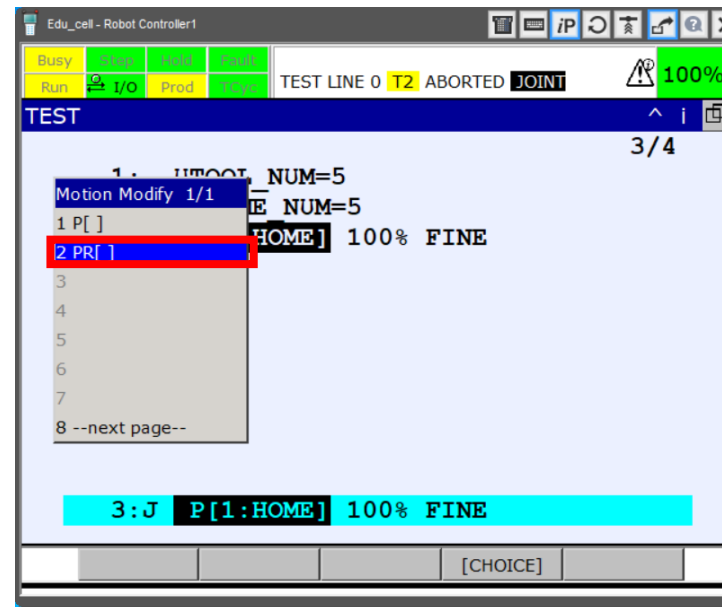 Edu_cell - Robot Controller1
iP
Busy Step Hold Fault
Run I/O Prod TCyc
TEST LINE 0 T2 ABORTED JOINT
100%
TEST
i
3/4
1: UTOOL_NUM=5
E_NUM=5
HOME] 100% FINE
Motion Modify 1/1
1 P[ ]
2 PR[ ]
3
4
5
6
7
8 --next page--
3:J P[1:HOME] 100% FINE
[CHOICE]